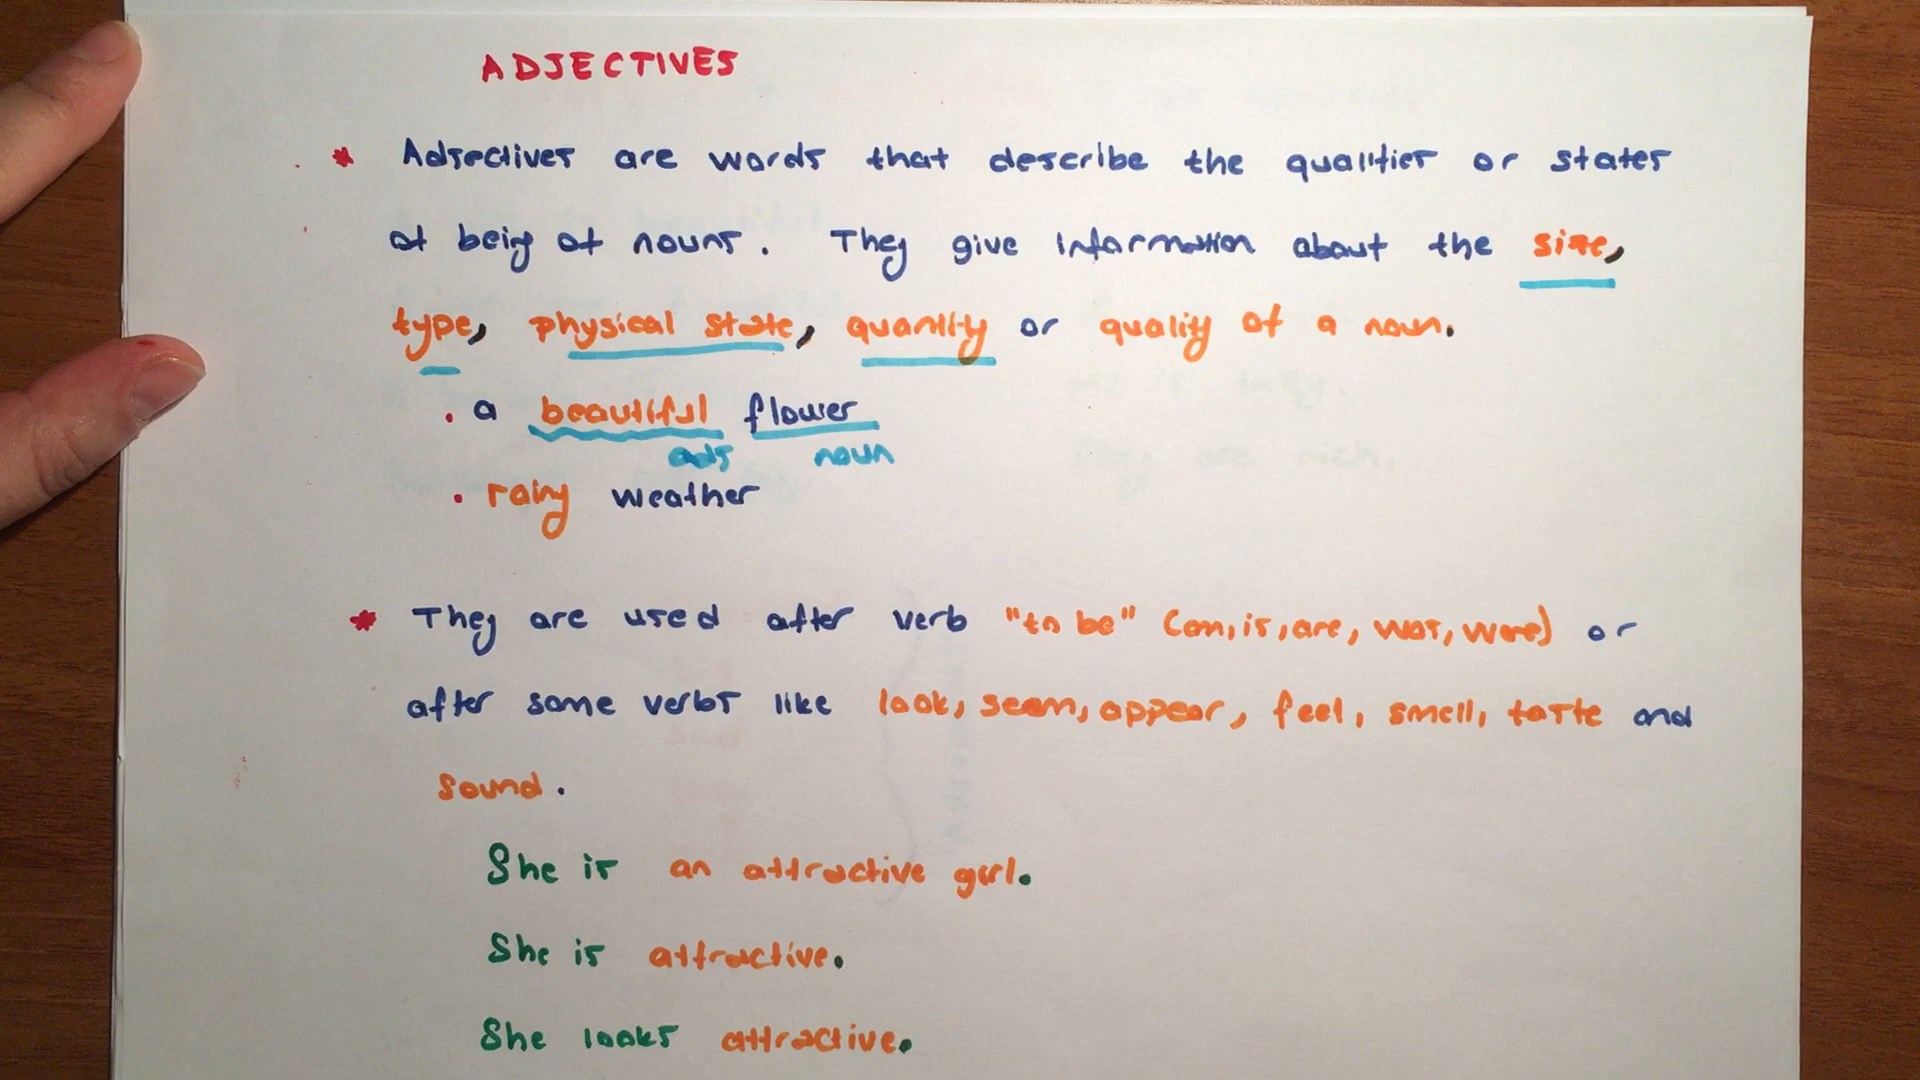 ADJECTIVES
* Adjectives are words that describe the qualities or states
of being of nouns. They give information about the size,
type, physical state, quantity or quality of a noun.
. a beautiful flower
adj noun
. rainy weather
* They are used after verb "to be" (am, is, are, was, were) or
after some verbs like look, seem, appear, feel, smell, taste and
sound.
She is an attractive girl.
She is attractive.
She looks attractive.